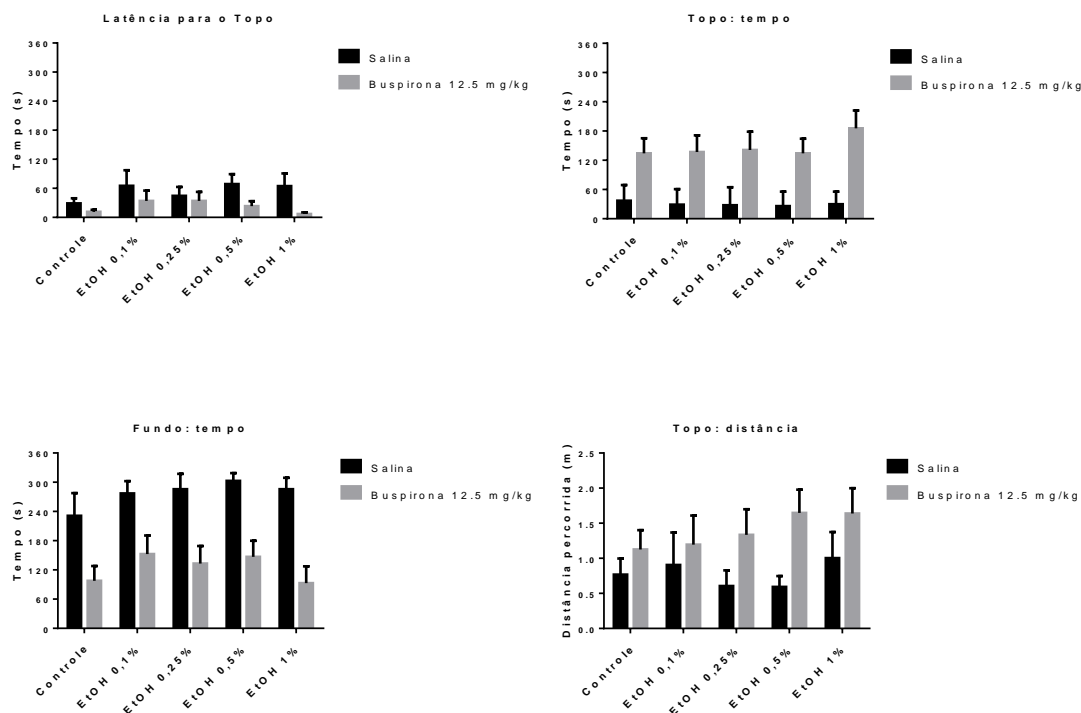 Latência para o Topo
360
300
240
180
120
60
0
Tempo (s)
Controle
EtOH 0,1%
EtOH 0,25%
EtOH 0,5%
EtOH 1%
Salina
Buspirona 12.5 mg/kg
Topo: tempo
360
300
240
180
120
60
0
Tempo (s)
Controle
EtOH 0,1%
EtOH 0,25%
EtOH 0,5%
EtOH 1%
Salina
Buspirona 12.5 mg/kg
Fundo: tempo
360
300
240
180
120
60
0
Tempo (s)
Controle
EtOH 0,1%
EtOH 0,25%
EtOH 0,5%
EtOH 1%
Salina
Buspirona 12.5 mg/kg
Topo: distância
2.5
2.0
1.5
1.0
0.5
0.0
Distância percorrida (m)
Controle
EtOH 0,1%
EtOH 0,25%
EtOH 0,5%
EtOH 1%
Salina
Buspirona 12.5 mg/kg